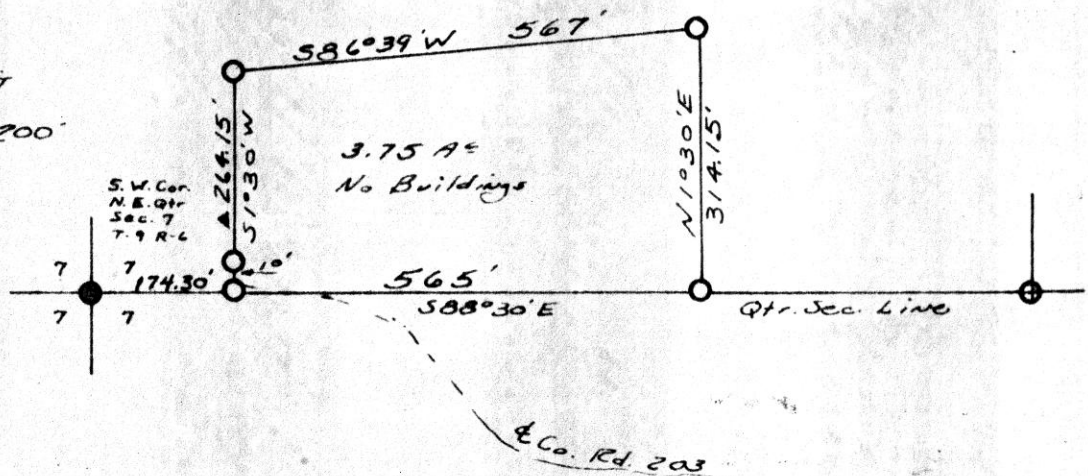 S86°39'W 567'
200'
▲264.15'
S1°30'W
3.75 Ac
No Buildings
N1°30'E
314.15'
S.W. Cor.
N.E. Qtr
Sec. 7
T-9 R-6
7 7
7 7
174.30'
10'
565'
S88°30'E
Qtr. Sec. Line
℄ Co. Rd. 203